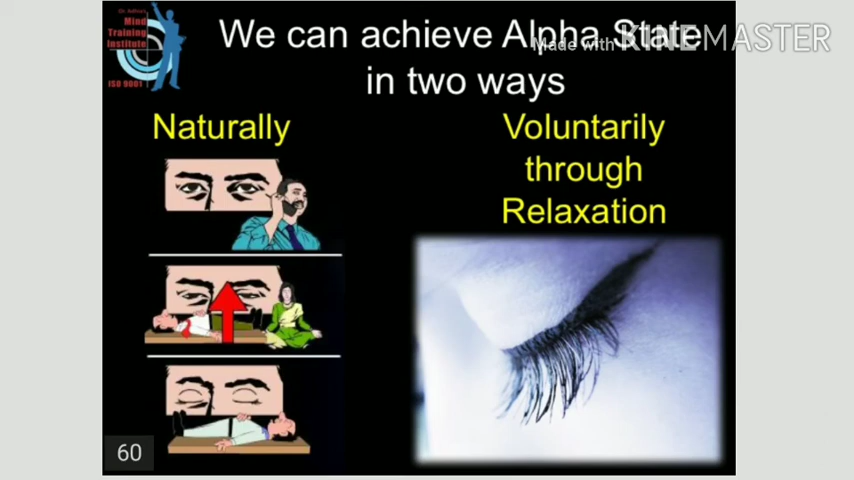 Mind
Training
Institute
ISO 9001
We can achieve Alpha State
in two ways
Made with KINEMASTER
Naturally
Voluntarily
through
Relaxation
60